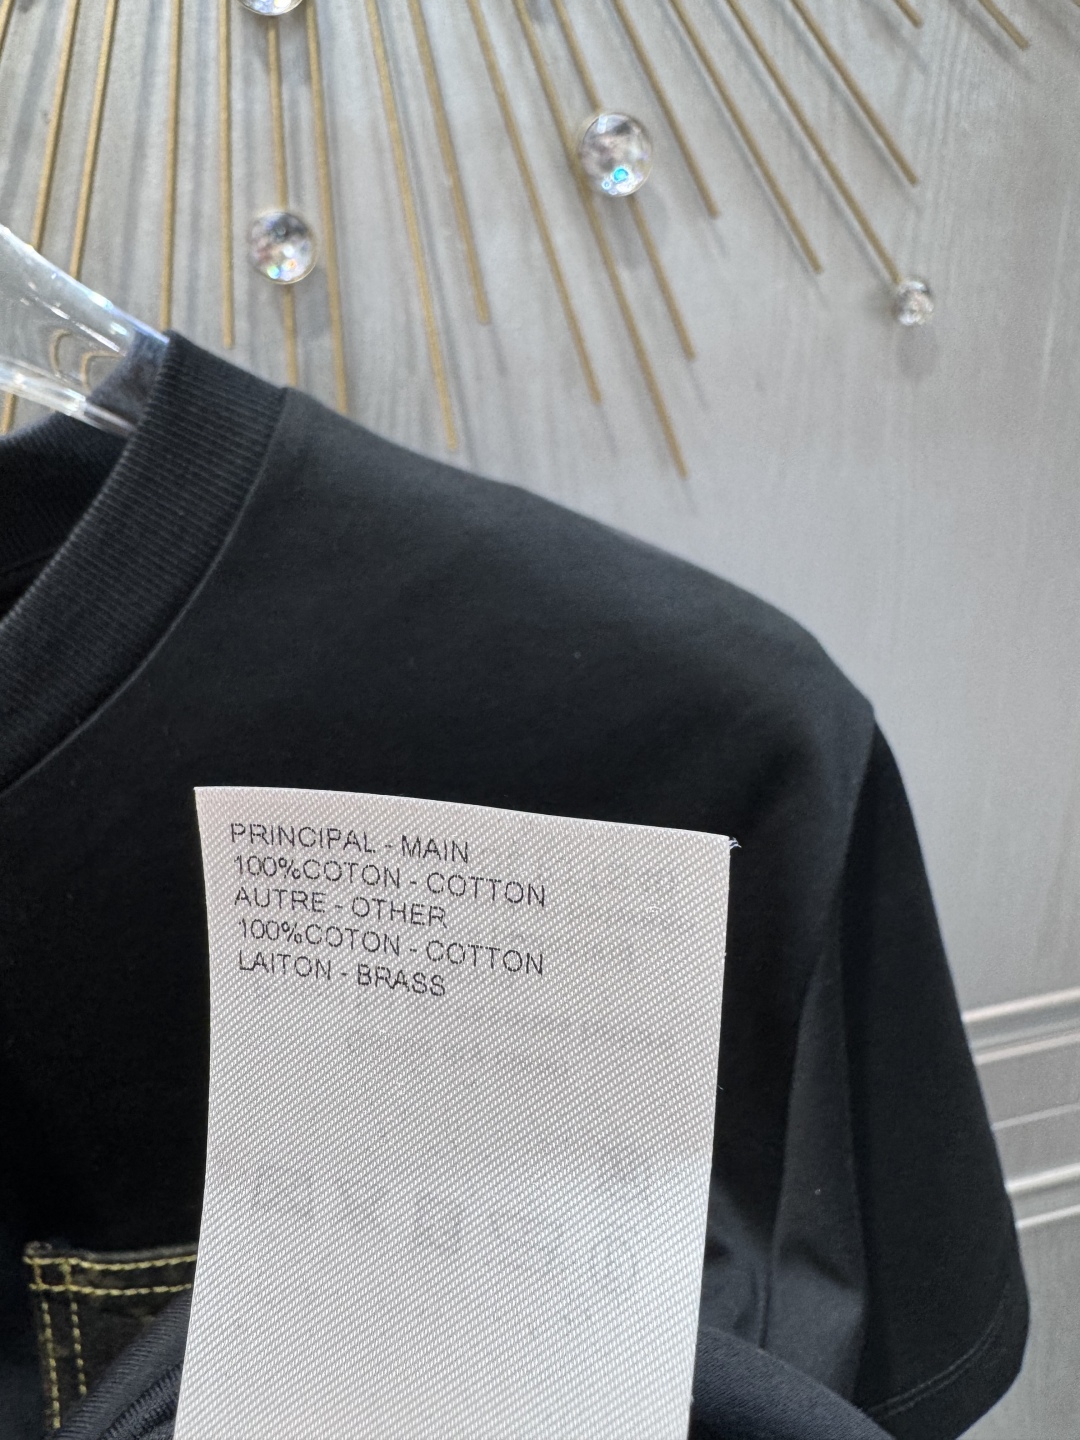 PRINCIPAL - MAIN
100%COTON - COTTON
AUTRE - OTHER
100%COTON - COTTON
LAITON - BRASS